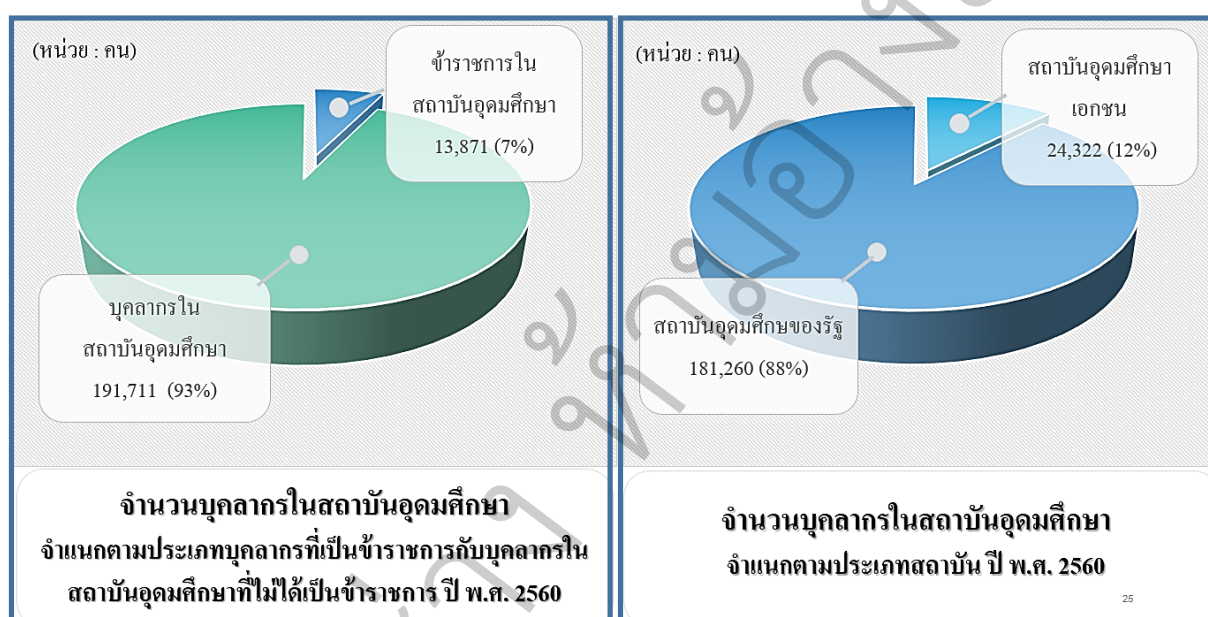 (หน่วย : คน)
ข้าราชการใน
สถาบันอุดมศึกษา
13,871 (7%)
บุคลากรใน
สถาบันอุดมศึกษา
191,711 (93%)
จำนวนบุคลากรในสถาบันอุดมศึกษา
จำแนกตามประเภทบุคลากรที่เป็นข้าราชการกับบุคลากรใน
สถาบันอุดมศึกษาที่ไม่ได้เป็นข้าราชการ ปี พ.ศ. 2560
(หน่วย : คน)
สถาบันอุดมศึกษา
เอกชน
24,322 (12%)
สถาบันอุดมศึกษของรัฐ
181,260 (88%)
จำนวนบุคลากรในสถาบันอุดมศึกษา
จำแนกตามประเภทสถาบัน ปี พ.ศ. 2560
25